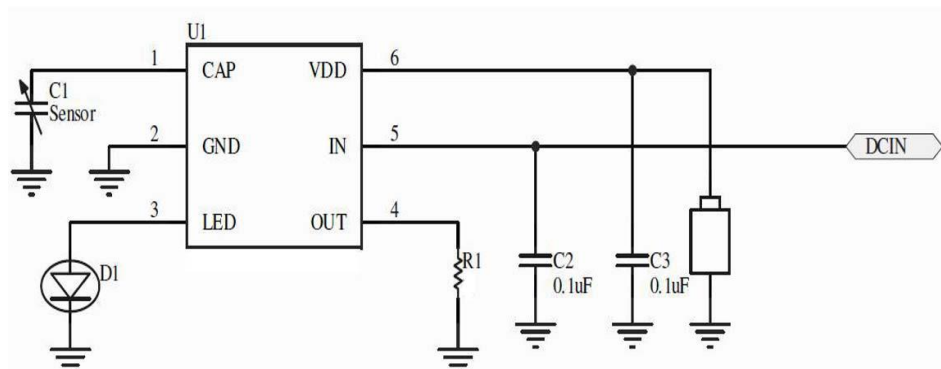 U1
1 CAP VDD 6
C1
Sensor
2 GND IN 5 DCIN
3 LED OUT 4
D1 R1 C2 C3
0.1uF 0.1uF